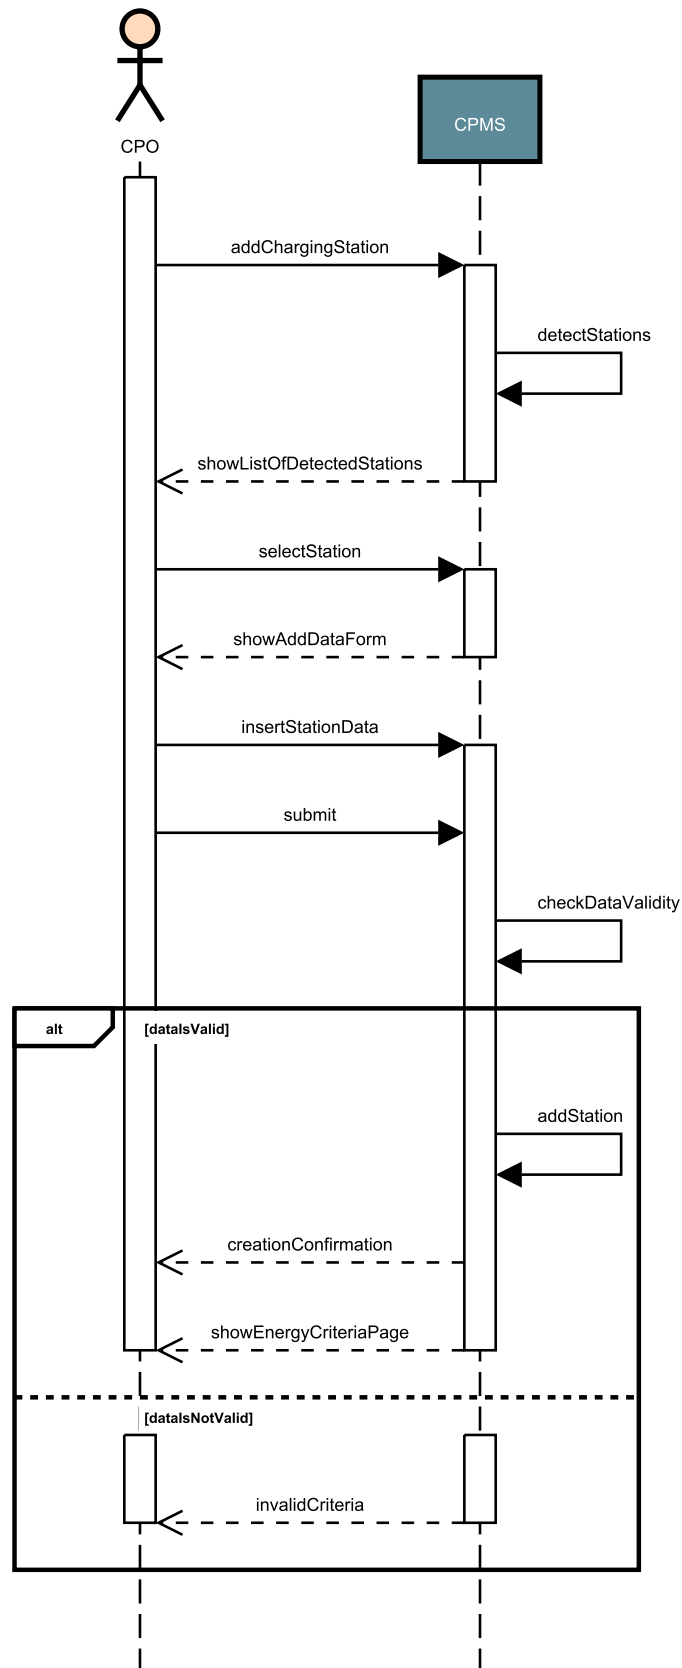 CPO
CPMS
addChargingStation
detectStations
showListOfDetectedStations
selectStation
showAddDataForm
insertStationData
submit
checkDataValidity
alt
[dataIsValid]
addStation
creationConfirmation
showEnergyCriteriaPage
[dataIsNotValid]
invalidCriteria